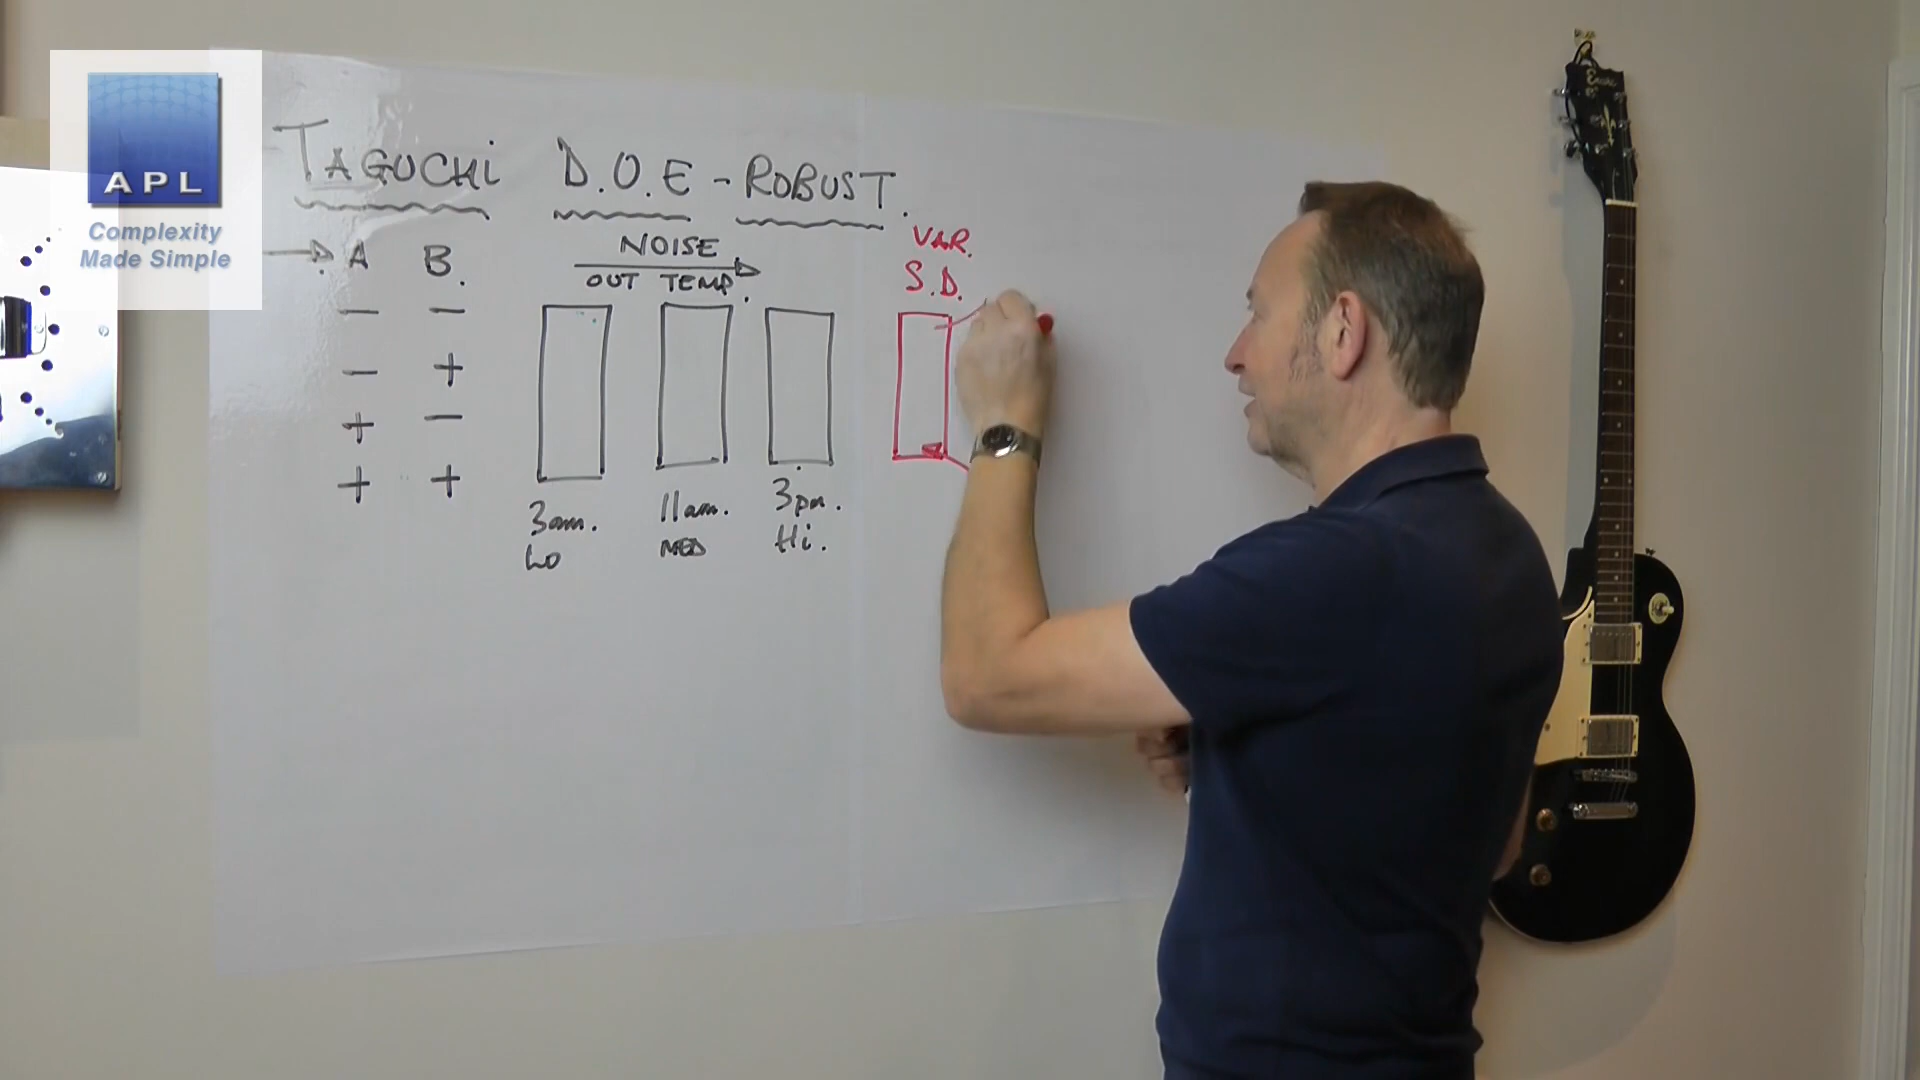 APL
Complexity
Made Simple
TAGUCHi D.O.E - ROBUST.
A B.
NOISE
OUT TEMP.
VAR.
S.D.
– –
– +
+ –
+ +
3am. 11am. 3pm.
LO MED Hi.